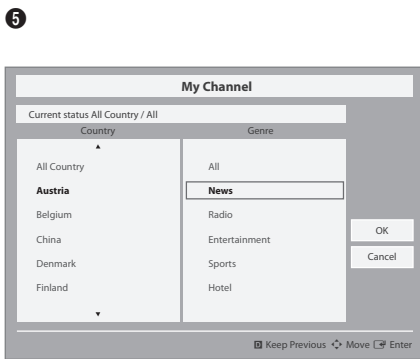 ❺
My Channel
Current status All Country / All
Country Genre
▲
All Country All
Austria News
Belgium Radio
China Entertainment
Denmark Sports
Finland Hotel
▼
OK
Cancel
D Keep Previous Move Enter